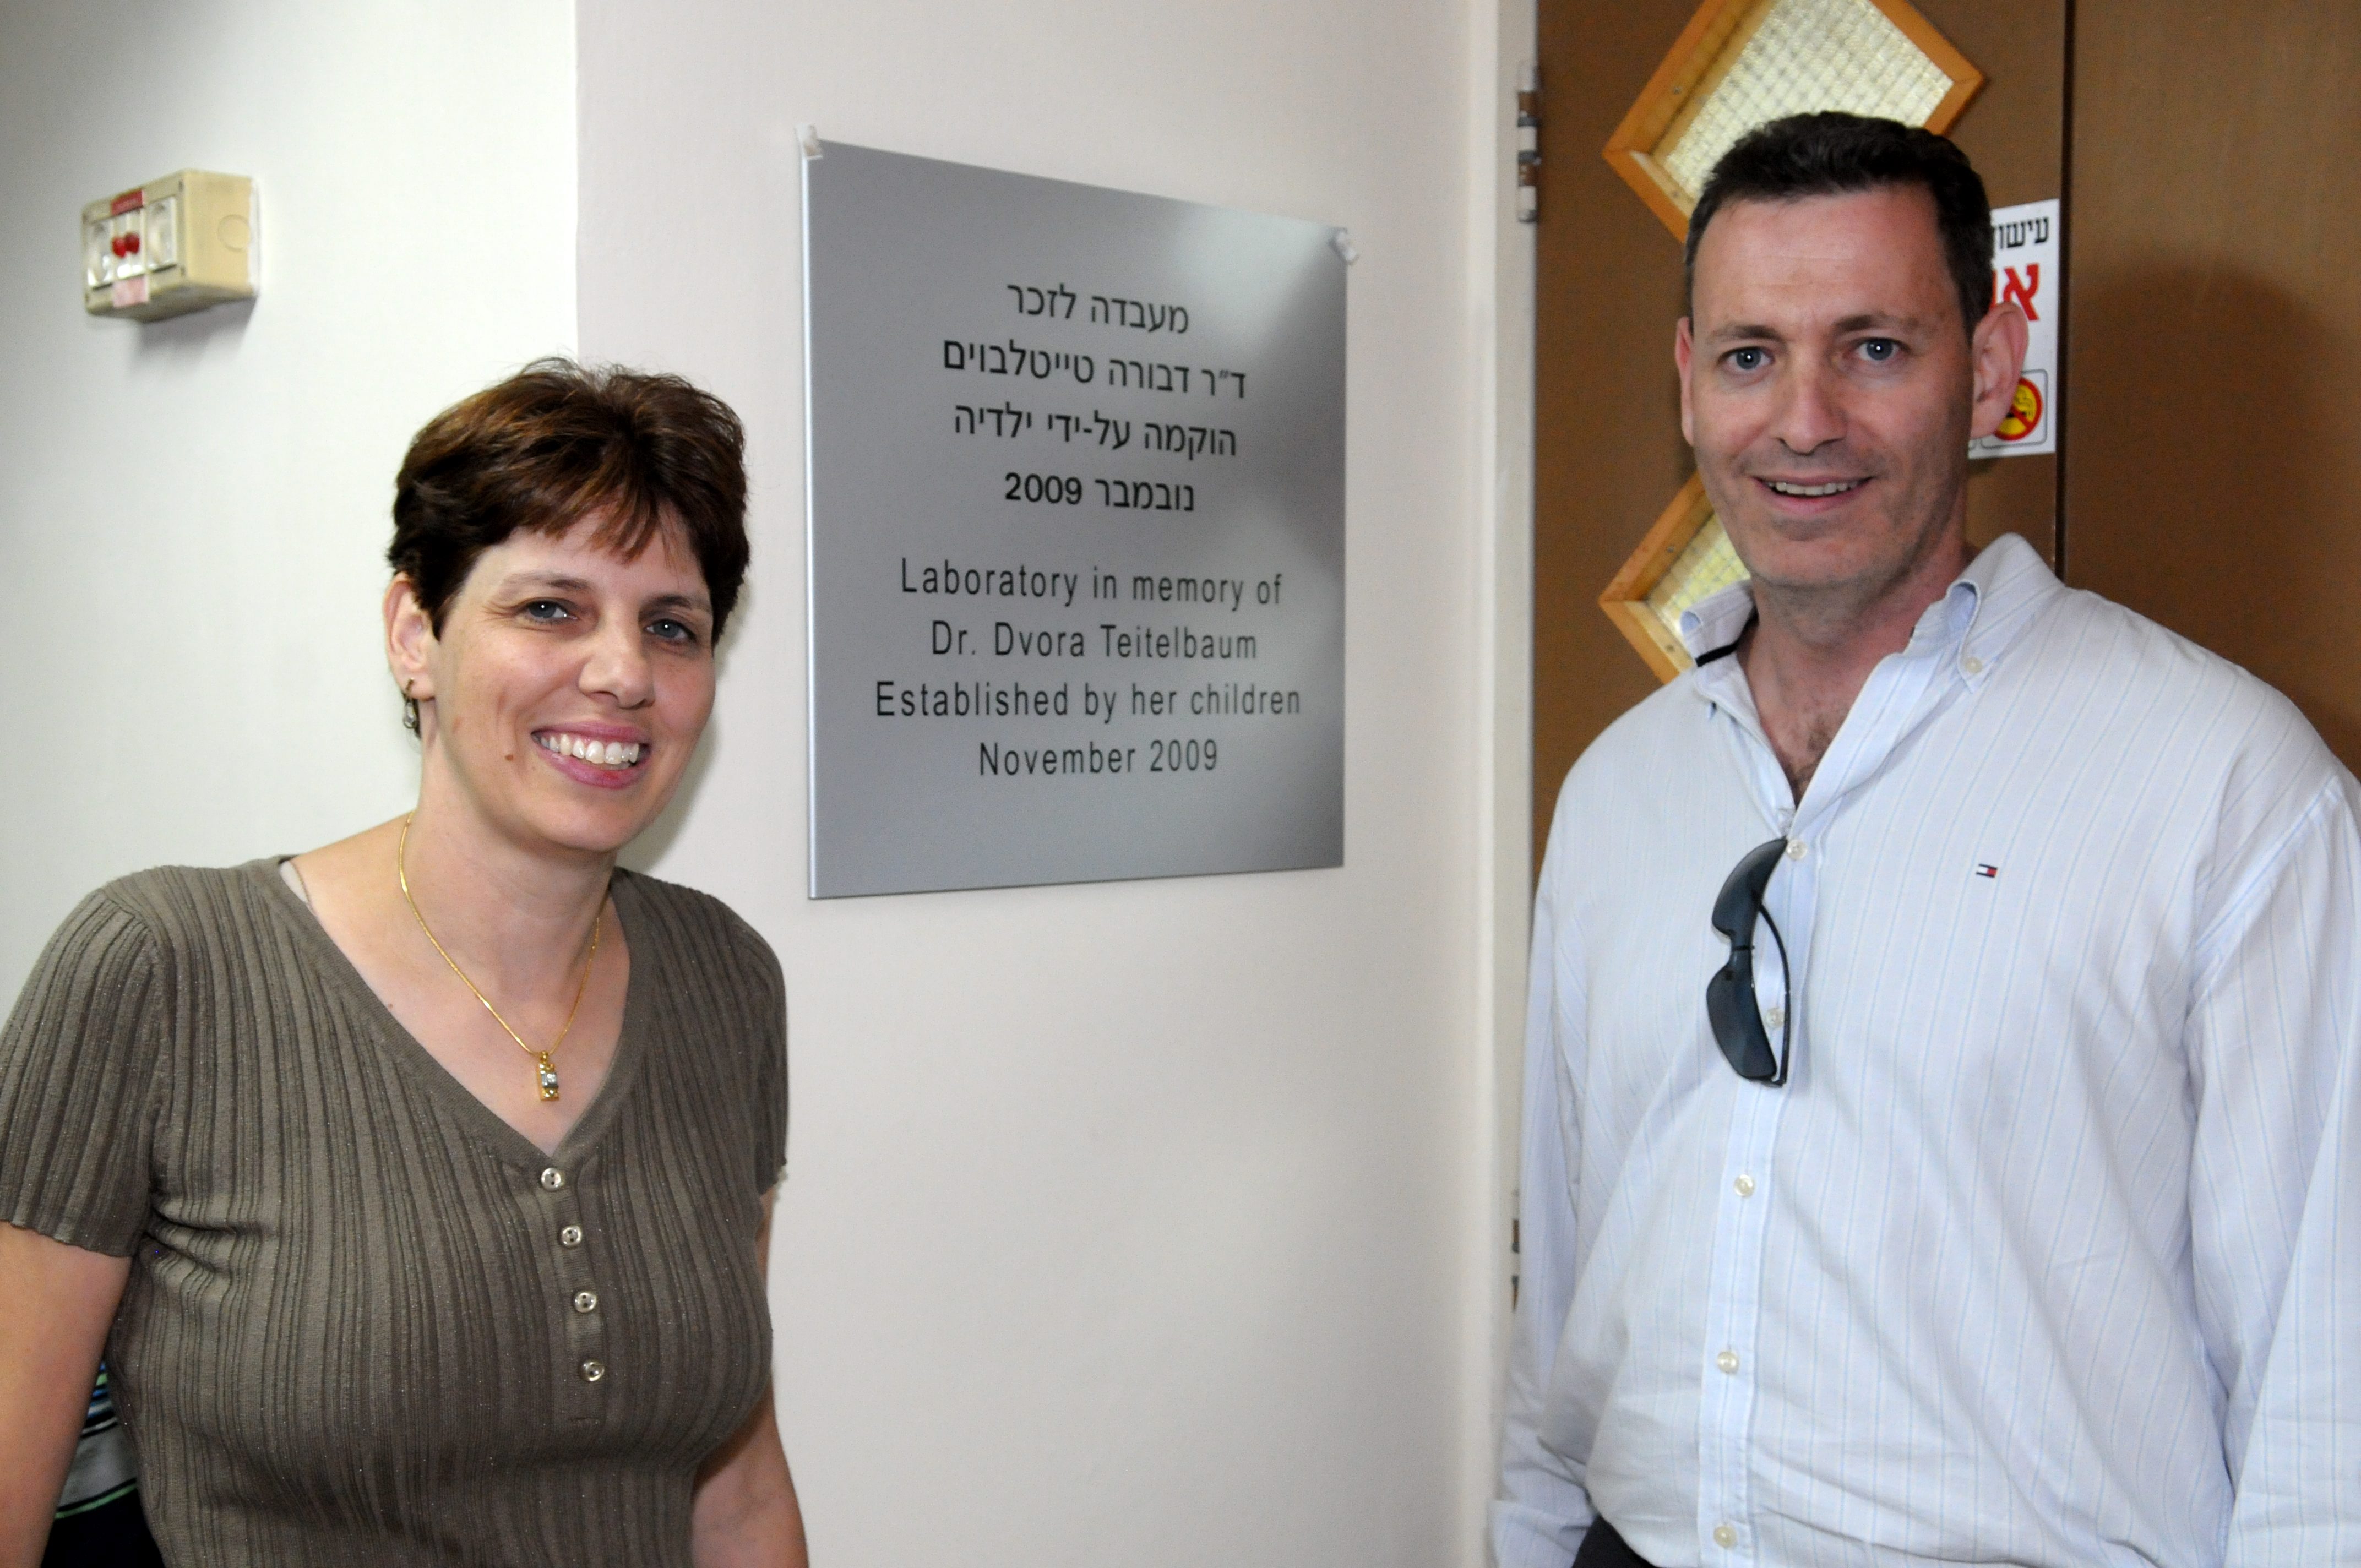 מעבדה לזכר
ד"ר דבורה טייטלבוים
הוקמה על-ידי ילדיה
נובמבר 2009
Laboratory in memory of
Dr. Dvora Teitelbaum
Established by her children
November 2009